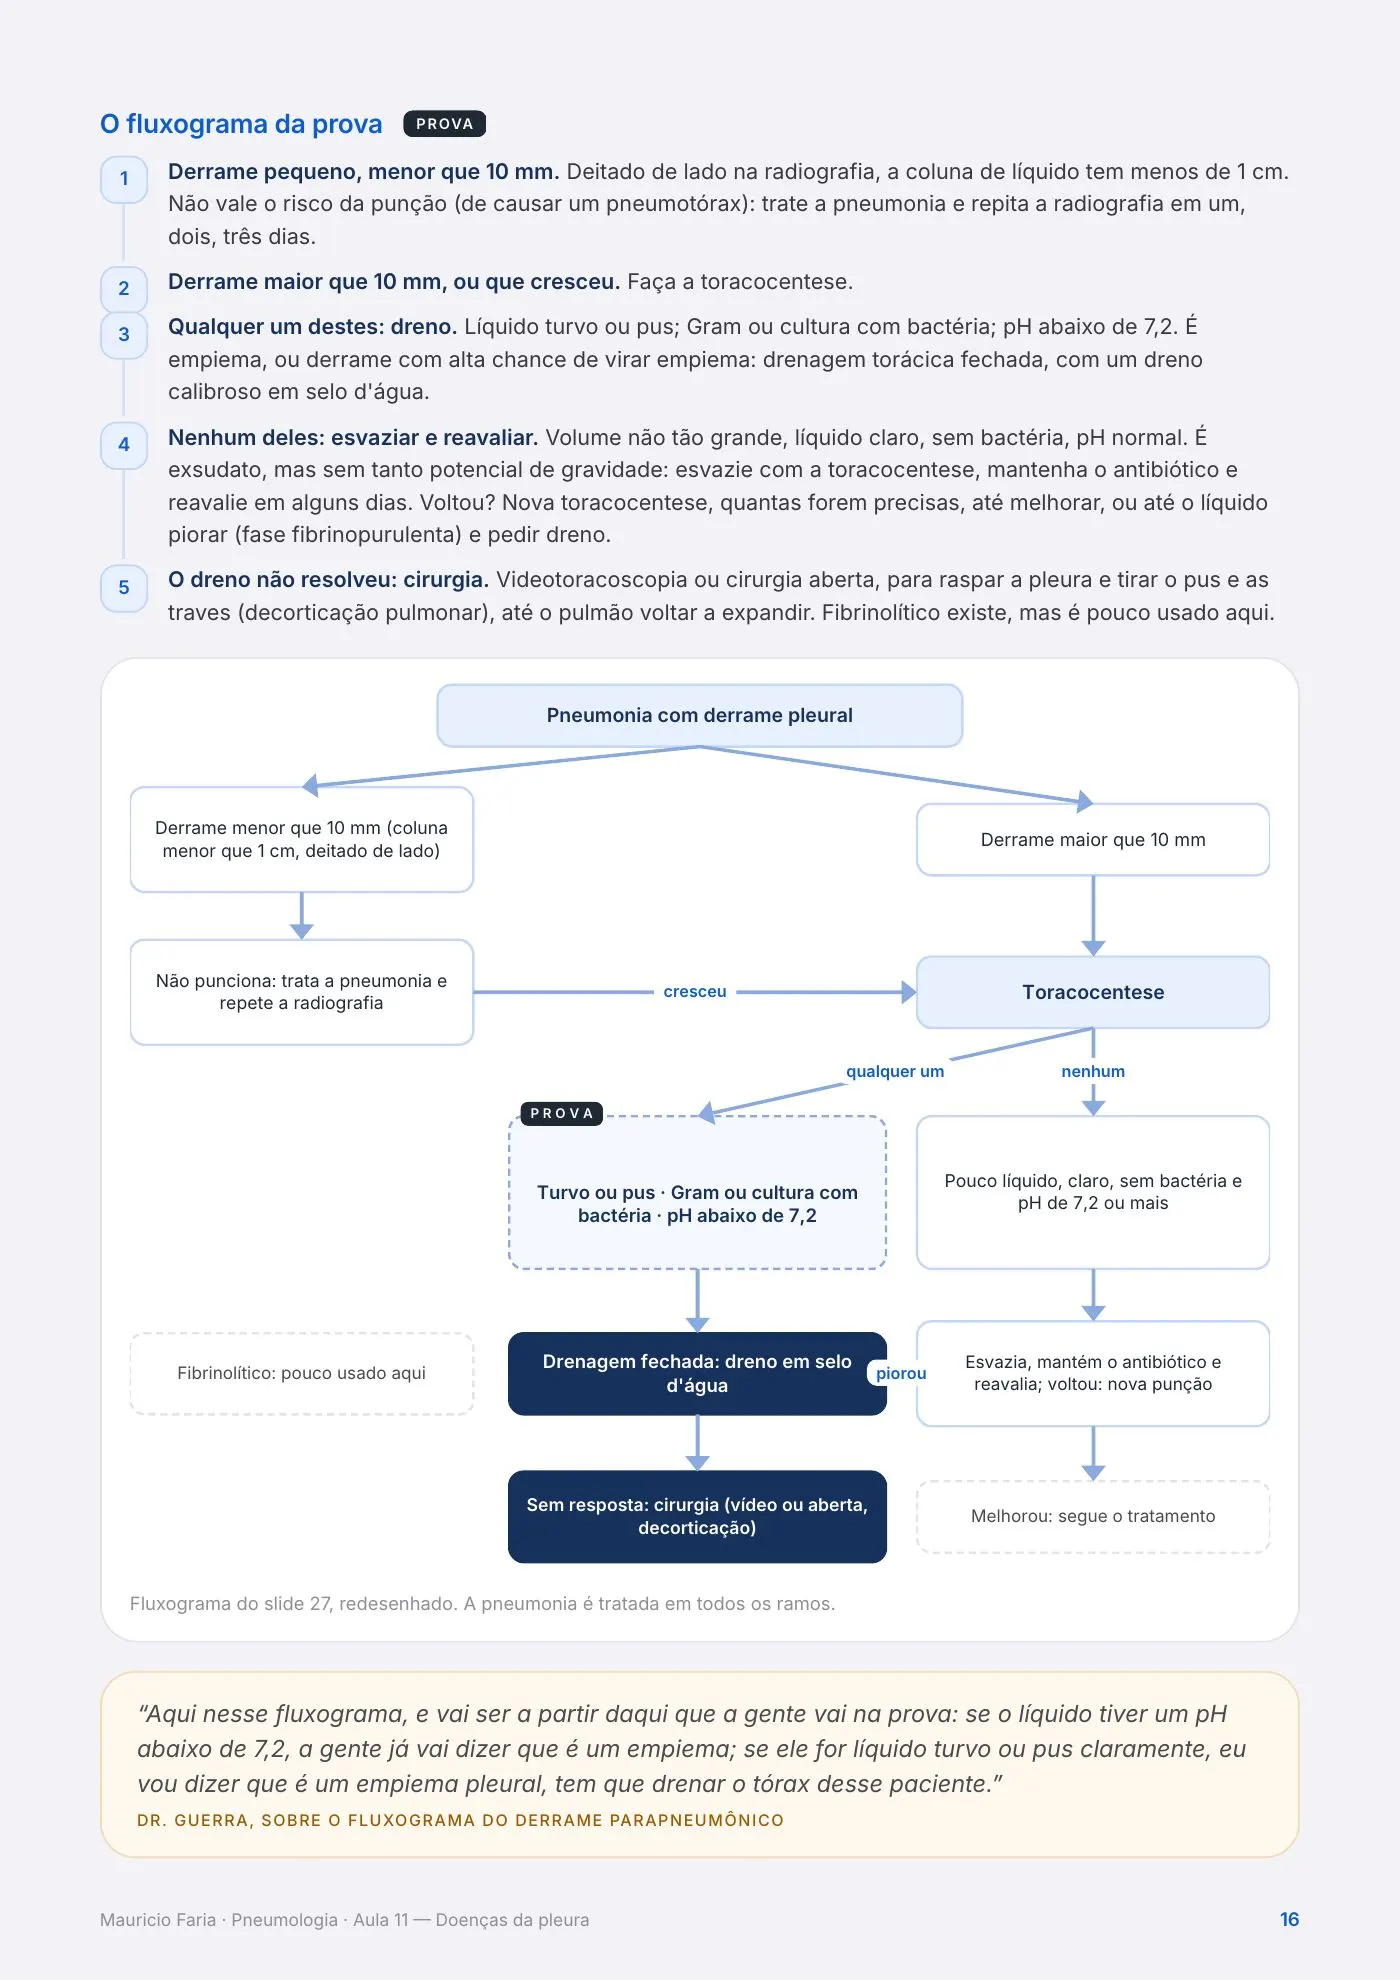 O fluxograma da prova PROVA
1 Derrame pequeno, menor que 10 mm. Deitado de lado na radiografia, a coluna de líquido tem menos de 1 cm.
Não vale o risco da punção (de causar um pneumotórax): trate a pneumonia e repita a radiografia em um,
dois, três dias.
2 Derrame maior que 10 mm, ou que cresceu. Faça a toracocentese.
3 Qualquer um destes: dreno. Líquido turvo ou pus; Gram ou cultura com bactéria; pH abaixo de 7,2. É
empiema, ou derrame com alta chance de virar empiema: drenagem torácica fechada, com um dreno
calibroso em selo d'água.
4 Nenhum deles: esvaziar e reavaliar. Volume não tão grande, líquido claro, sem bactéria, pH normal. É
exsudato, mas sem tanto potencial de gravidade: esvazie com a toracocentese, mantenha o antibiótico e
reavalie em alguns dias. Voltou? Nova toracocentese, quantas forem precisas, até melhorar, ou até o líquido
piorar (fase fibrinopurulenta) e pedir dreno.
5 O dreno não resolveu: cirurgia. Videotoracoscopia ou cirurgia aberta, para raspar a pleura e tirar o pus e as
traves (decorticação pulmonar), até o pulmão voltar a expandir. Fibrinolítico existe, mas é pouco usado aqui.
Pneumonia com derrame pleural
Derrame menor que 10 mm (coluna
menor que 1 cm, deitado de lado)
Derrame maior que 10 mm
Não punciona: trata a pneumonia e
repete a radiografia
cresceu
Toracocentese
qualquer um
nenhum
PROVA
Turvo ou pus · Gram ou cultura com
bactéria · pH abaixo de 7,2
Pouco líquido, claro, sem bactéria e
pH de 7,2 ou mais
Fibrinolítico: pouco usado aqui
Drenagem fechada: dreno em selo
d'água
piorou
Esvazia, mantém o antibiótico e
reavalia; voltou: nova punção
Sem resposta: cirurgia (vídeo ou aberta,
decorticação)
Melhorou: segue o tratamento
Fluxograma do slide 27, redesenhado. A pneumonia é tratada em todos os ramos.
“Aqui nesse fluxograma, e vai ser a partir daqui que a gente vai na prova: se o líquido tiver um pH
abaixo de 7,2, a gente já vai dizer que é um empiema; se ele for líquido turvo ou pus claramente, eu
vou dizer que é um empiema pleural, tem que drenar o tórax desse paciente.”
DR. GUERRA, SOBRE O FLUXOGRAMA DO DERRAME PARAPNEUMÔNICO
Mauricio Faria · Pneumologia · Aula 11 — Doenças da pleura
16